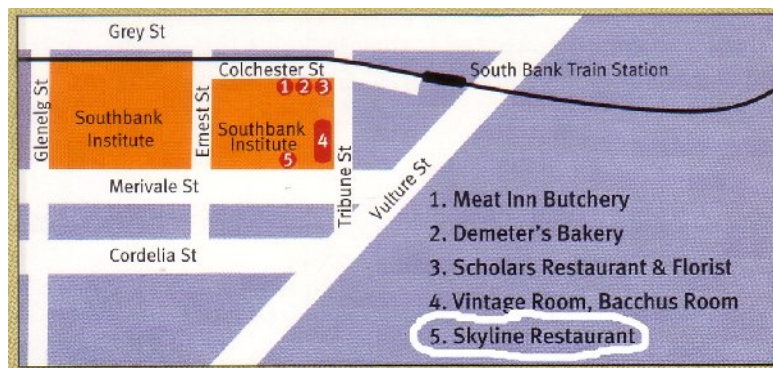 Grey St
Colchester St
South Bank Train Station
1 2 3
Glenelg St
Southbank
Institute
Ernest St
Southbank
Institute
4
5
Tribune St
Merivale St
Vulture St
Cordelia St
1. Meat Inn Butchery
2. Demeter's Bakery
3. Scholars Restaurant & Florist
4. Vintage Room, Bacchus Room
5. Skyline Restaurant